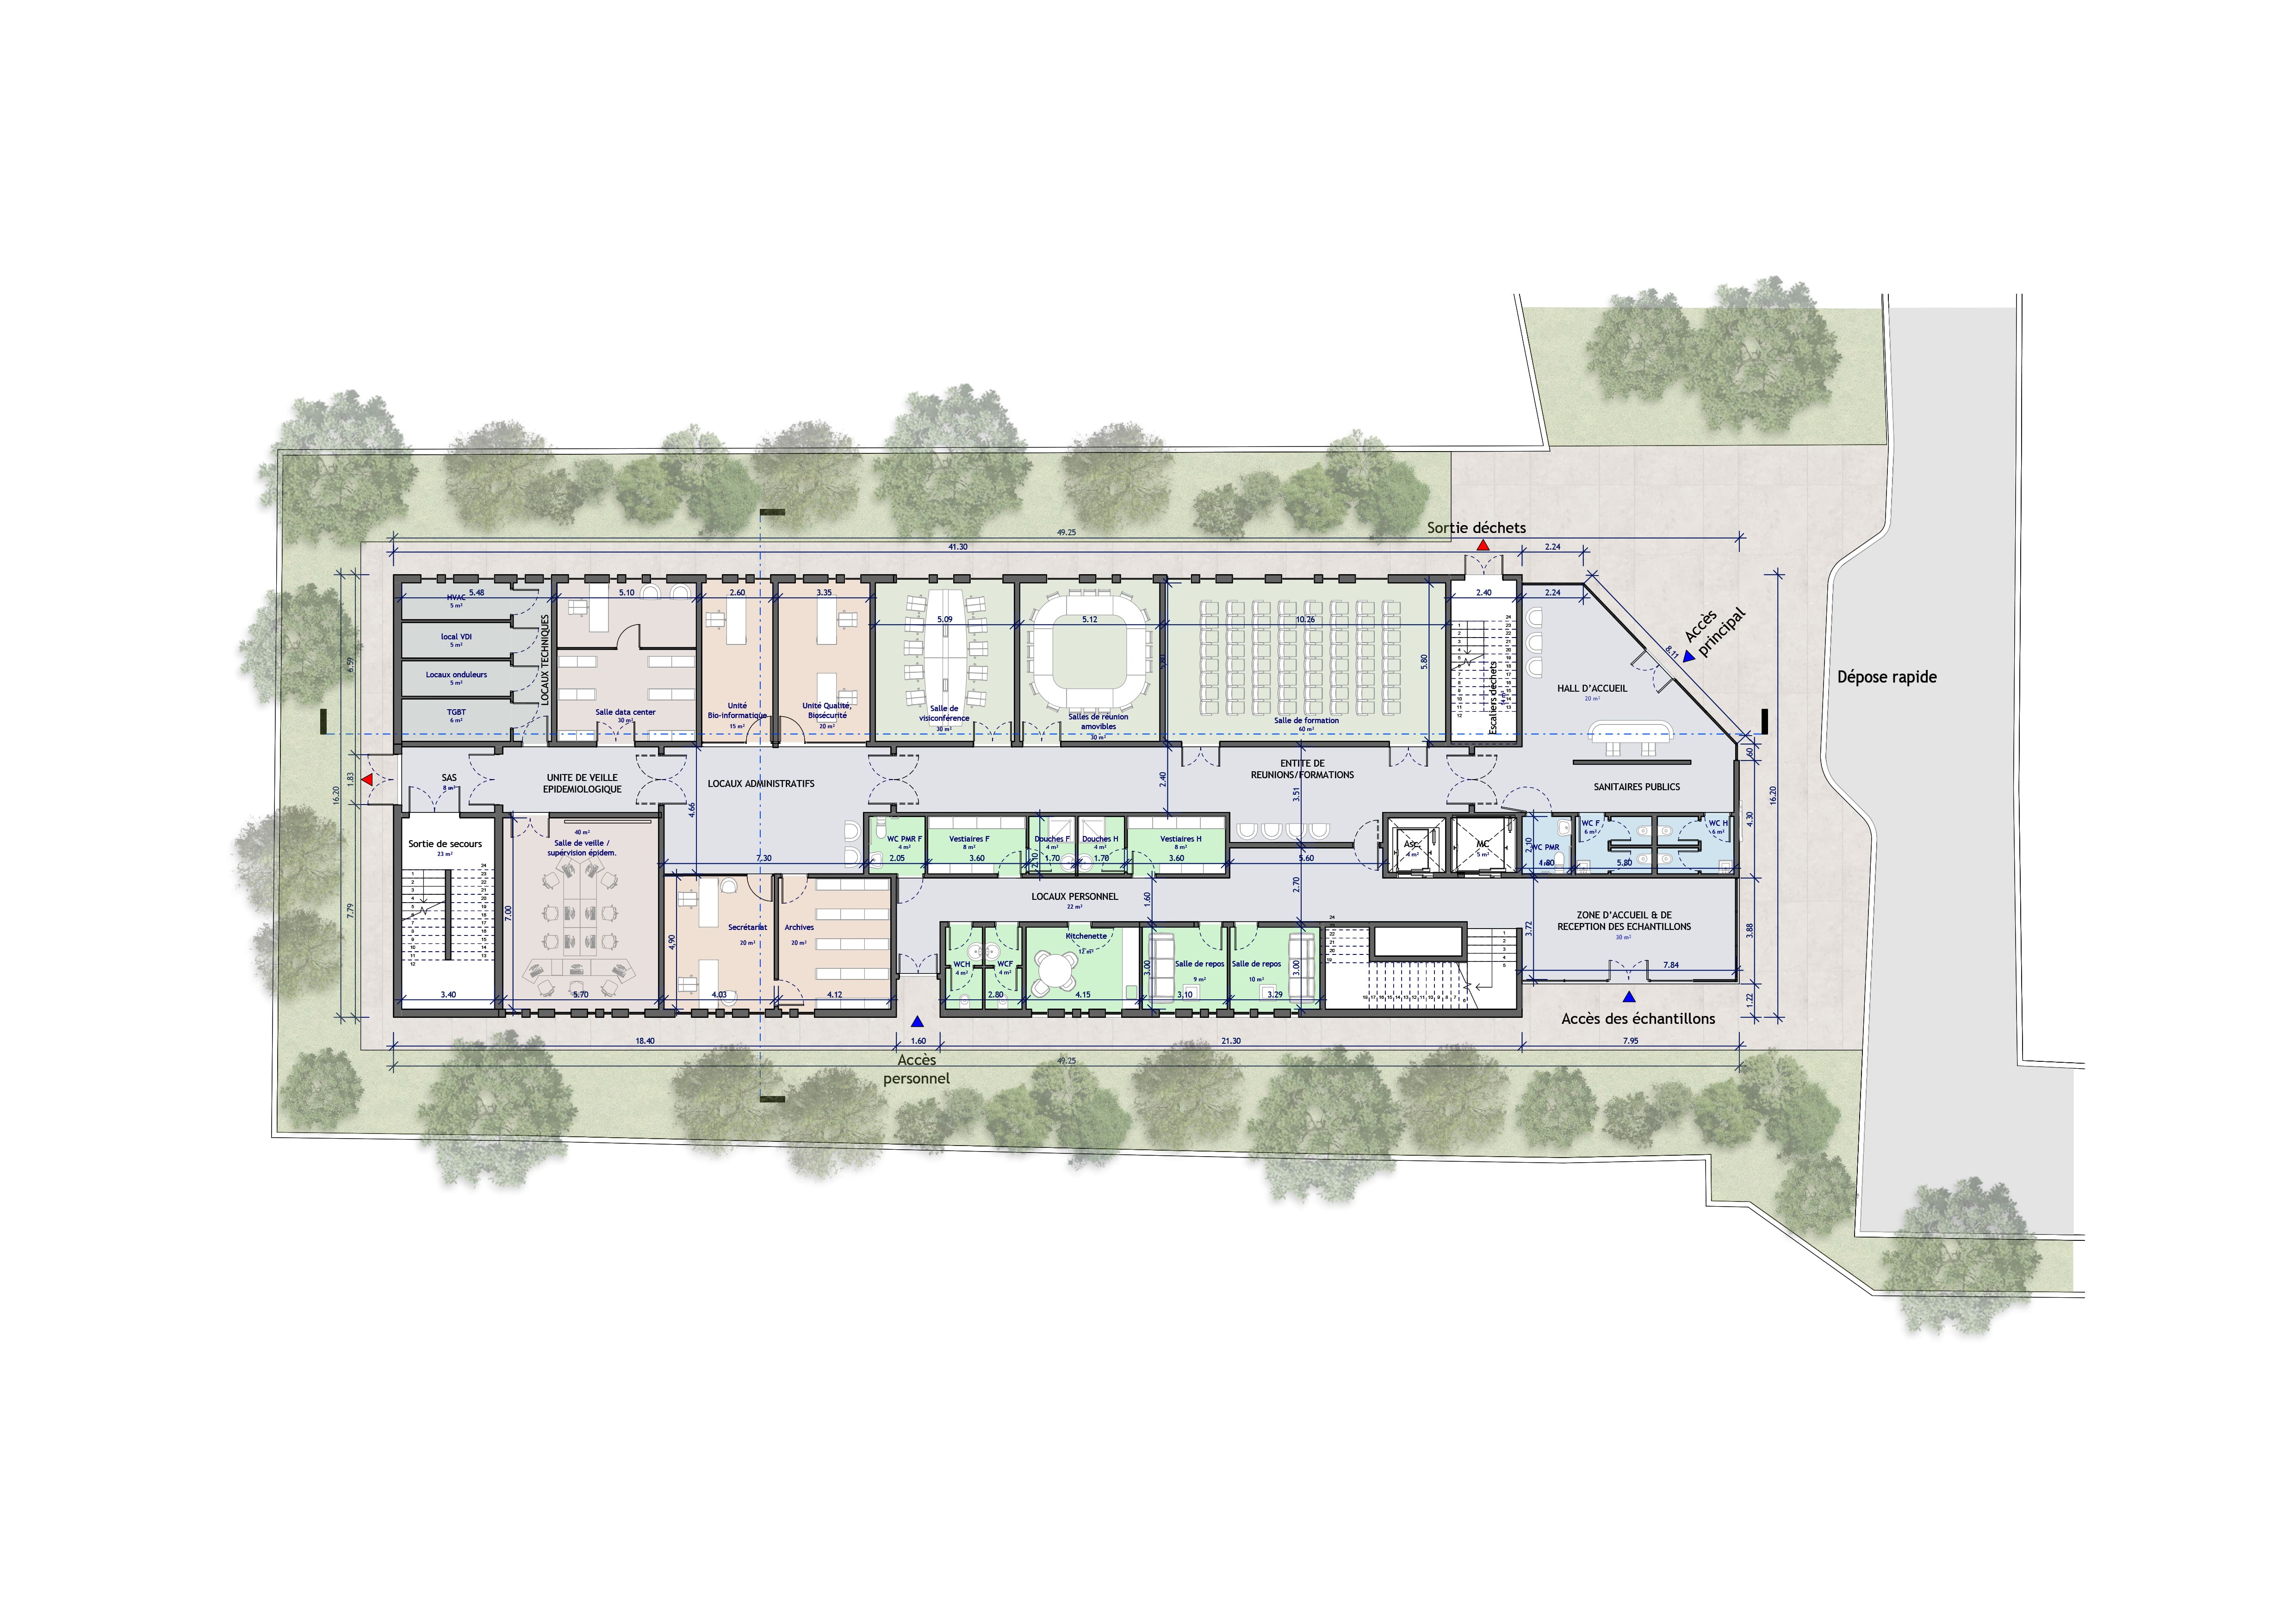 Sortie déchets
49.25
41.30
2.24
5.48
HVAC
5 m²
5.10
2.60
3.35
2.40
2.24
5.09
5.12
10.26
local VDI
5 m²
Locaux onduleurs
5 m²
TGBT
6 m²
LOCAUX TECHNIQUES
Salle data center
30 m²
Unité
Bio-informatique
15 m²
Unité Qualité,
Biosécurité
20 m²
Salle de
visiconférence
30 m²
Salles de réunion
amovibles
30 m²
Salle de formation
60 m²
5.80
Escaliers déchets
HALL D'ACCUEIL
20 m²
8.11
Accès
principal
Dépose rapide
6.59
1.83
16.20
7.79
SAS
8 m²
UNITE DE VEILLE
EPIDEMIOLOGIQUE
LOCAUX ADMINISTRATIFS
4.66
2.40
ENTITE DE
REUNIONS/FORMATIONS
3.51
SANITAIRES PUBLICS
.60
16.20
4.30
Sortie de secours
23 m²
40 m²
Salle de veille /
supérvision épidem.
7.00
7.30
WC PMR F
4 m²
2.05
Vestiaires F
8 m²
3.60
Douches F
4 m²
1.70
2.10
Douches H
4 m²
1.70
Vestiaires H
8 m²
3.60
5.60
Asc.
4 m²
MC
5 m²
2.10
WC PMR
4.80
WC F
6 m²
5.80
WC H
6 m²
LOCAUX PERSONNEL
22 m²
1.60
2.70
ZONE D'ACCUEIL & DE
RECEPTION DES ECHANTILLONS
30 m²
3.72
3.88
7.84
1.22
Secrétariat
20 m²
4.90
Archives
20 m²
WCH
4 m²
WCF
4 m²
Kitchenette
12 m²
3.00
Salle de repos
9 m²
Salle de repos
10 m²
3.00
3.40
5.70
4.03
4.12
2.80
4.15
3.10
3.29
Accès des échantillons
18.40
1.60
21.30
7.95
Accès
personnel
49.25